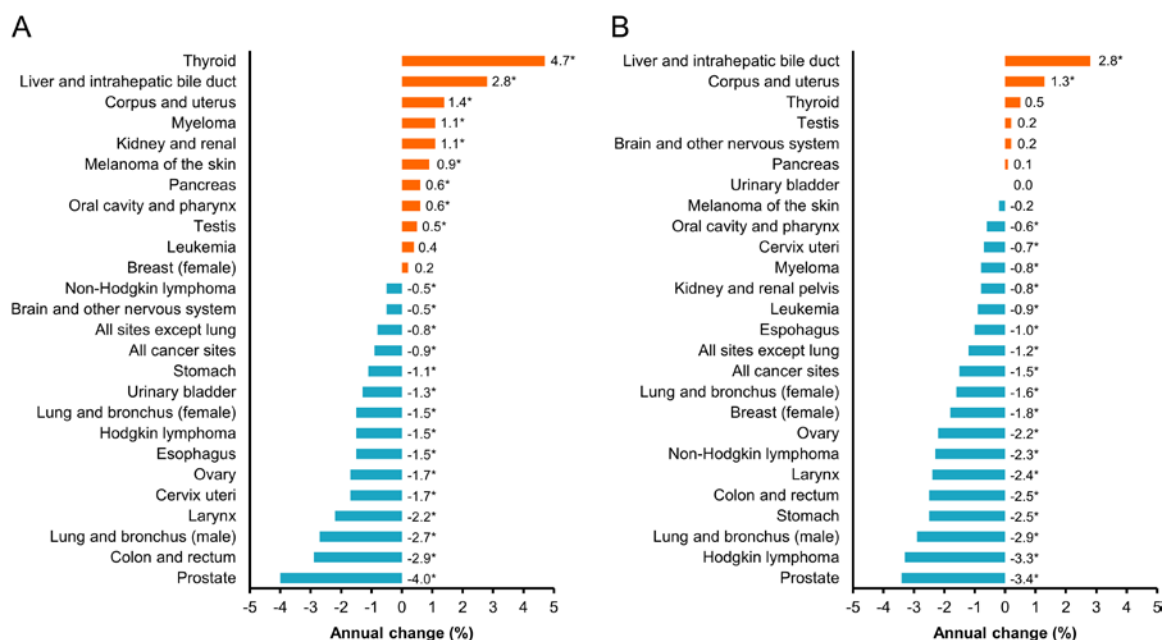 A
Thyroid 4.7*
Liver and intrahepatic bile duct 2.8*
Corpus and uterus 1.4*
Myeloma 1.1*
Kidney and renal 1.1*
Melanoma of the skin 0.9*
Pancreas 0.6*
Oral cavity and pharynx 0.6*
Testis 0.5*
Leukemia 0.4
Breast (female) 0.2
Non-Hodgkin lymphoma -0.5*
Brain and other nervous system -0.5*
All sites except lung -0.8*
All cancer sites -0.9*
Stomach -1.1*
Urinary bladder -1.3*
Lung and bronchus (female) -1.5*
Hodgkin lymphoma -1.5*
Esophagus -1.5*
Ovary -1.7*
Cervix uteri -1.7*
Larynx -2.2*
Lung and bronchus (male) -2.7*
Colon and rectum -2.9*
Prostate -4.0*
-5 -4 -3 -2 -1 0 1 2 3 4 5
Annual change (%)
B
Liver and intrahepatic bile duct 2.8*
Corpus and uterus 1.3*
Thyroid 0.5
Testis 0.2
Brain and other nervous system 0.2
Pancreas 0.1
Urinary bladder 0.0
Melanoma of the skin -0.2
Oral cavity and pharynx -0.6*
Cervix uteri -0.7*
Myeloma -0.8*
Kidney and renal pelvis -0.8*
Leukemia -0.9*
Espohagus -1.0*
All sites except lung -1.2*
All cancer sites -1.5*
Lung and bronchus (female) -1.6*
Breast (female) -1.8*
Ovary -2.2*
Non-Hodgkin lymphoma -2.3*
Larynx -2.4*
Colon and rectum -2.5*
Stomach -2.5*
Lung and bronchus (male) -2.9*
Hodgkin lymphoma -3.3*
Prostate -3.4*
-5 -4 -3 -2 -1 0 1 2 3 4 5
Annual change (%)